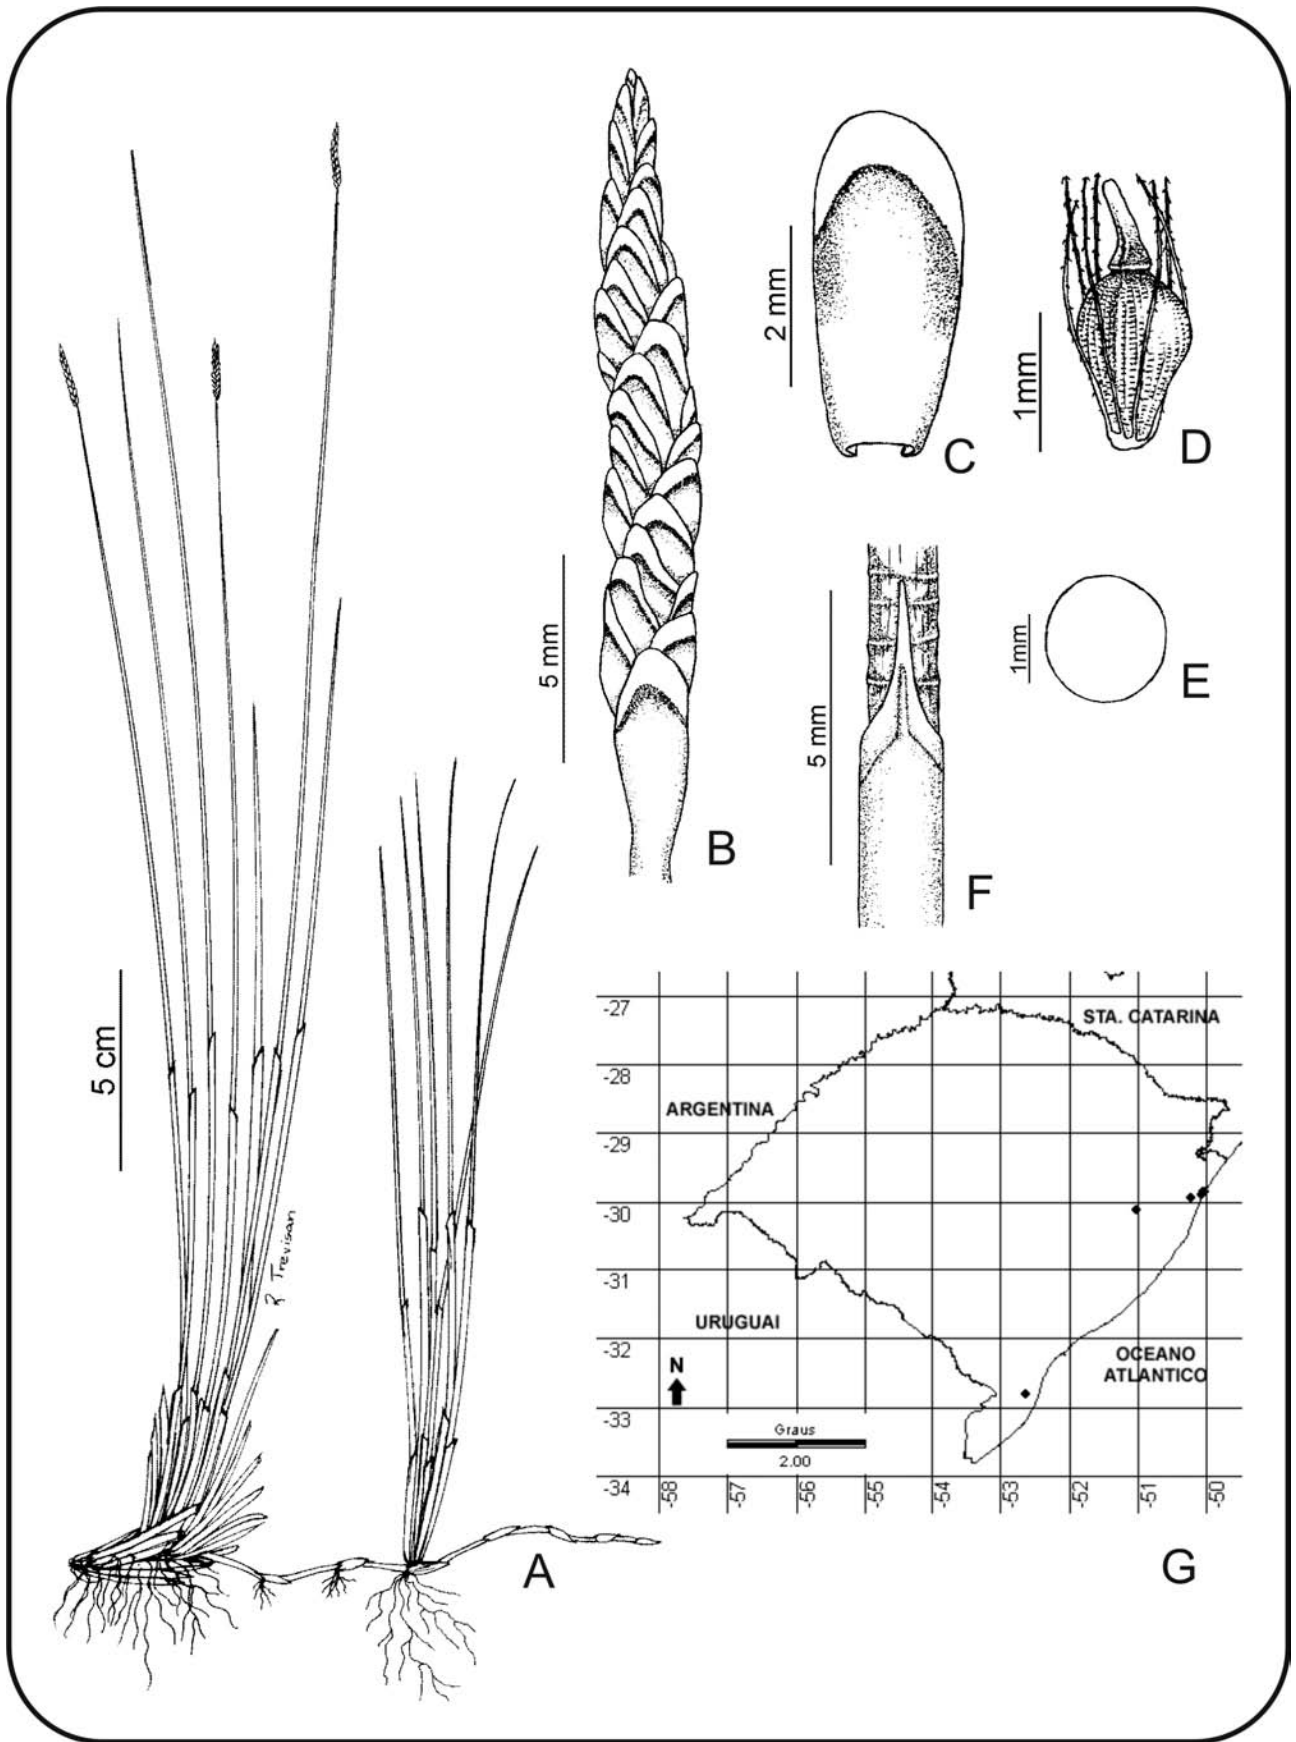 5 cm
R Trevisan
A
5 mm
B
2 mm
C
1mm
D
1mm
E
5 mm
F
-27
-28
-29
-30
-31
-32
-33
-34
STA. CATARINA
ARGENTINA
URUGUAI
OCEANO
ATLANTICO
N
Graus
2.00
-58
-57
-56
-55
-54
-53
-52
-51
-50
G